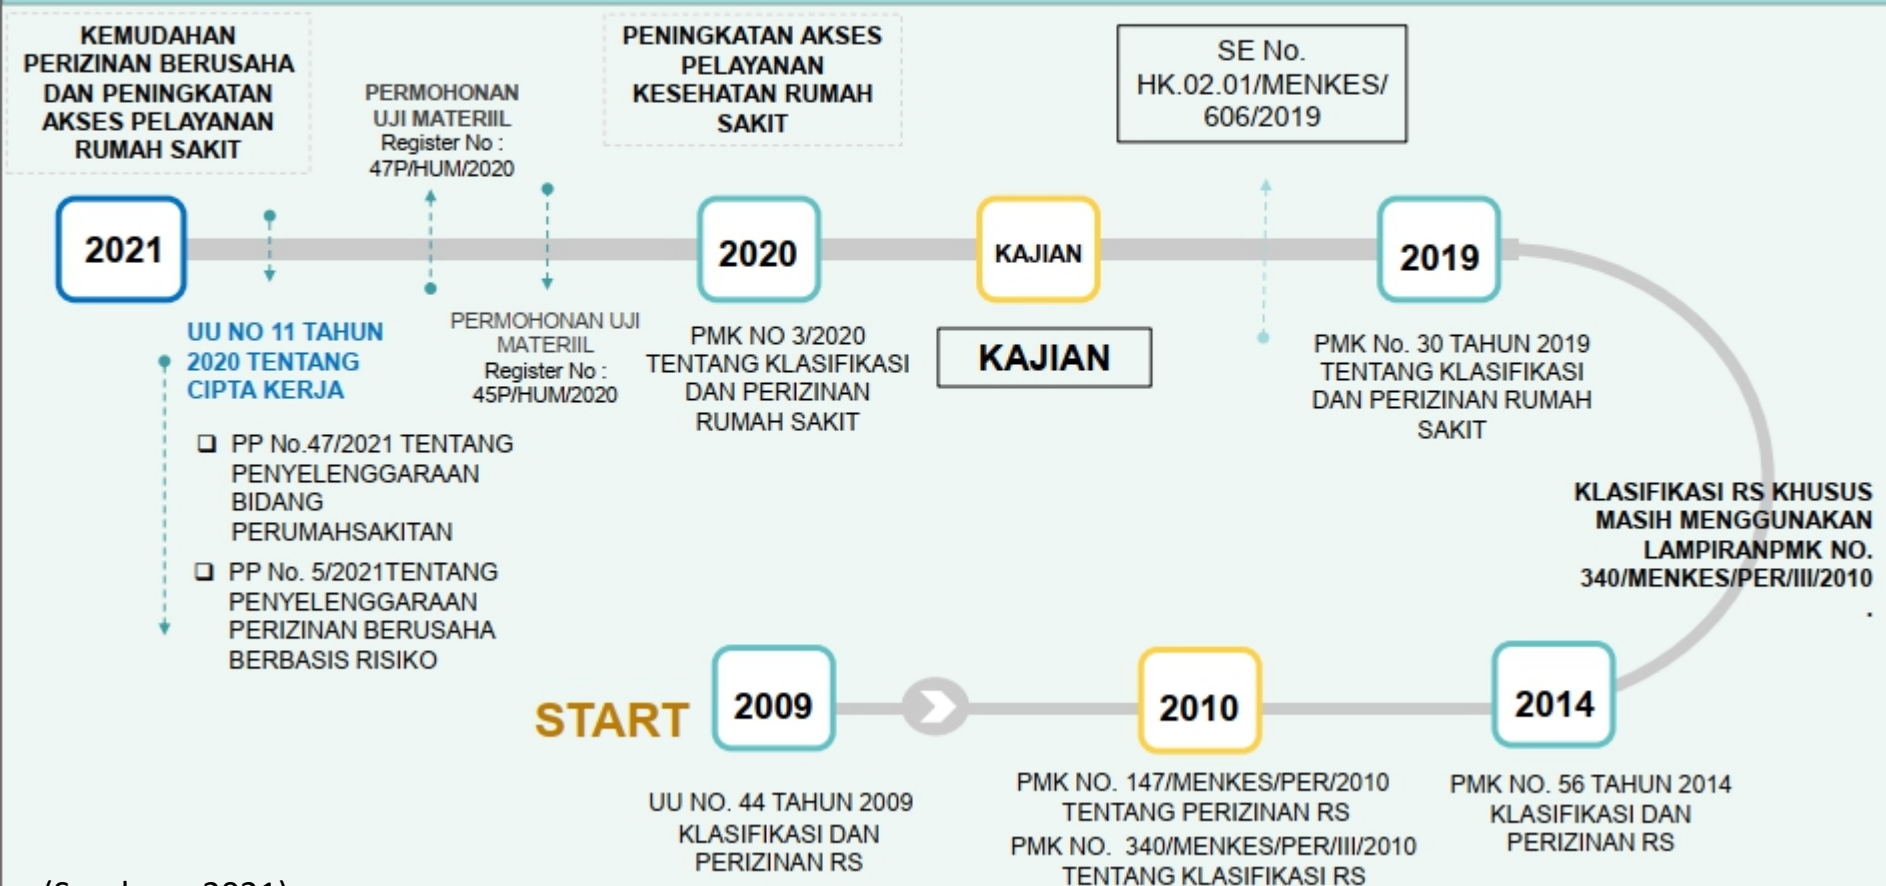 KEMUDAHAN
PERIZINAN BERUSAHA
DAN PENINGKATAN
AKSES PELAYANAN
RUMAH SAKIT
PERMOHONAN
UJI MATERIIL
Register No :
47P/HUM/2020
PENINGKATAN AKSES
PELAYANAN
KESEHATAN RUMAH
SAKIT
SE No.
HK.02.01/MENKES/
606/2019
2021
2020
KAJIAN
2019
UU NO 11 TAHUN
2020 TENTANG
CIPTA KERJA
PERMOHONAN UJI
MATERIIL
Register No :
45P/HUM/2020
PMK NO 3/2020
TENTANG KLASIFIKASI
DAN PERIZINAN
RUMAH SAKIT
KAJIAN
PMK No. 30 TAHUN 2019
TENTANG KLASIFIKASI
DAN PERIZINAN RUMAH
SAKIT
❑ PP No.47/2021 TENTANG
PENYELENGGARAAN
BIDANG
PERUMAHSAKITAN
❑ PP No. 5/2021TENTANG
PENYELENGGARAAN
PERIZINAN BERUSAHA
BERBASIS RISIKO
KLASIFIKASI RS KHUSUS
MASIH MENGGUNAKAN
LAMPIRANPMK NO.
340/MENKES/PER/III/2010
.
START
2009
2010
2014
UU NO. 44 TAHUN 2009
KLASIFIKASI DAN
PERIZINAN RS
PMK NO. 147/MENKES/PER/2010
TENTANG PERIZINAN RS
PMK NO. 340/MENKES/PER/III/2010
TENTANG KLASIFIKASI RS
PMK NO. 56 TAHUN 2014
KLASIFIKASI DAN
PERIZINAN RS
2021)